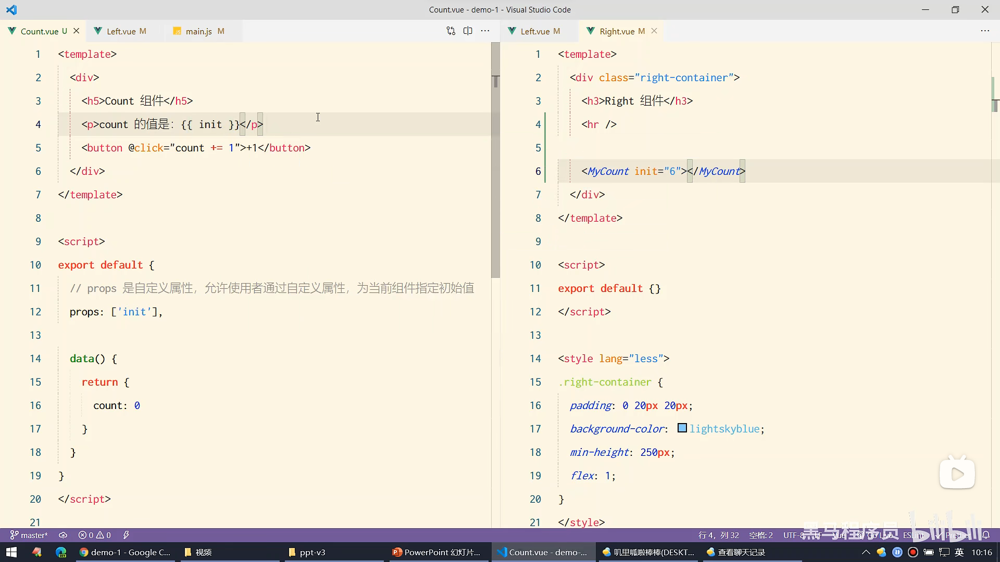 Count.vue - demo-1 - Visual Studio Code
Count.vue U
Left.vue M
main.js M
1 <template>
2 <div>
3 <h5>Count 组件</h5>
4 <p>count 的值是：{{ init }}</p>
5 <button @click="count += 1">+1</button>
6 </div>
7 </template>
8
9 <script>
10 export default {
11 // props 是自定义属性，允许使用者通过自定义属性，为当前组件指定初始值
12 props: ['init'],
13
14 data() {
15 return {
16 count: 0
17 }
18 }
19 }
20 </script>
21
Left.vue M
Right.vue M
1 <template>
2 <div class="right-container">
3 <h3>Right 组件</h3>
4 <hr />
5
6 <MyCount init="6"></MyCount>
7 </div>
8 </template>
9
10 <script>
11 export default {}
12 </script>
13
14 <style lang="less">
15 .right-container {
16 padding: 0 20px 20px;
17 background-color: lightskyblue;
18 min-height: 250px;
19 flex: 1;
20 }
21 </style>
黑马程序员 bilibili
master* 0 0 行 4，列 32 空格: 2 UTF-8 LF Vue Go Live ESLint Prettier
demo-1 - Google C... 视频 ppt-v3 PowerPoint 幻灯片... Count.vue - demo-... 叽里呱啦棒棒(DESKT... 查看聊天记录 英 10:16